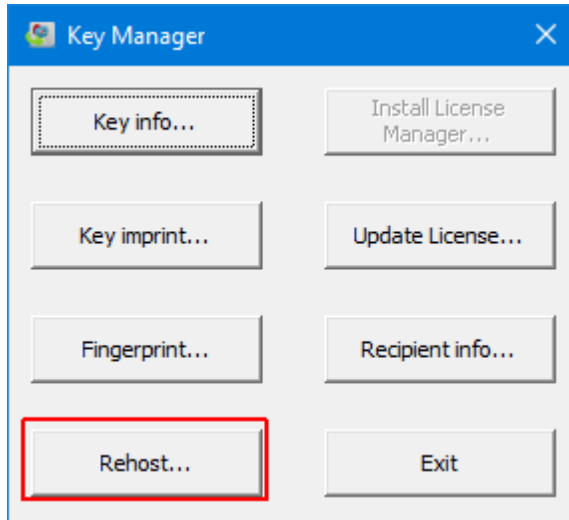 Key Manager
Key info...
Install License
Manager...
Key imprint...
Update License...
Fingerprint...
Recipient info...
Rehost...
Exit